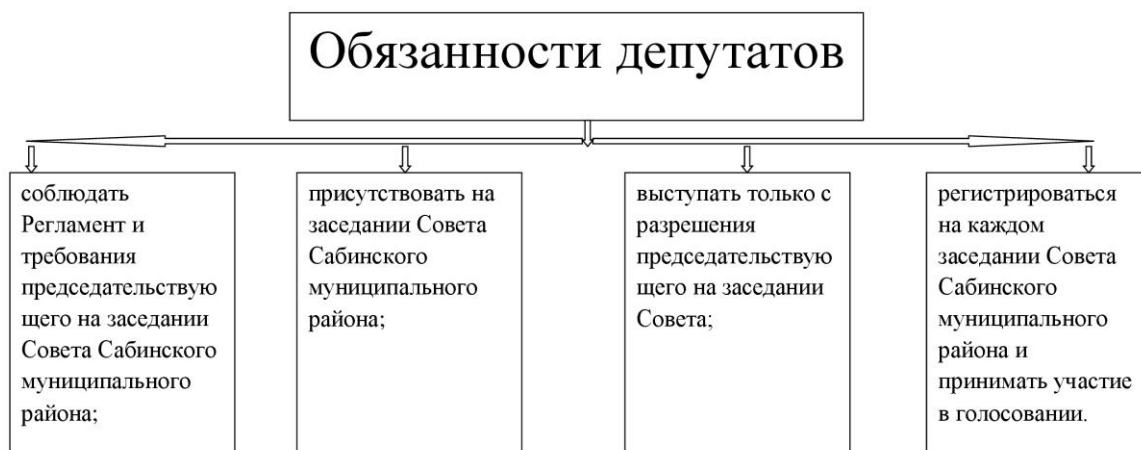 Обязанности депутатов
соблюдать
Регламент и
требования
председательствую
щего на заседании
Совета Сабинского
муниципального
района;
присутствовать на
заседании Совета
Сабинского
муниципального
района;
выступать только с
разрешения
председательствую
щего на заседании
Совета;
регистрироваться
на каждом
заседании Совета
Сабинского
муниципального
района и
принимать участие
в голосовании.